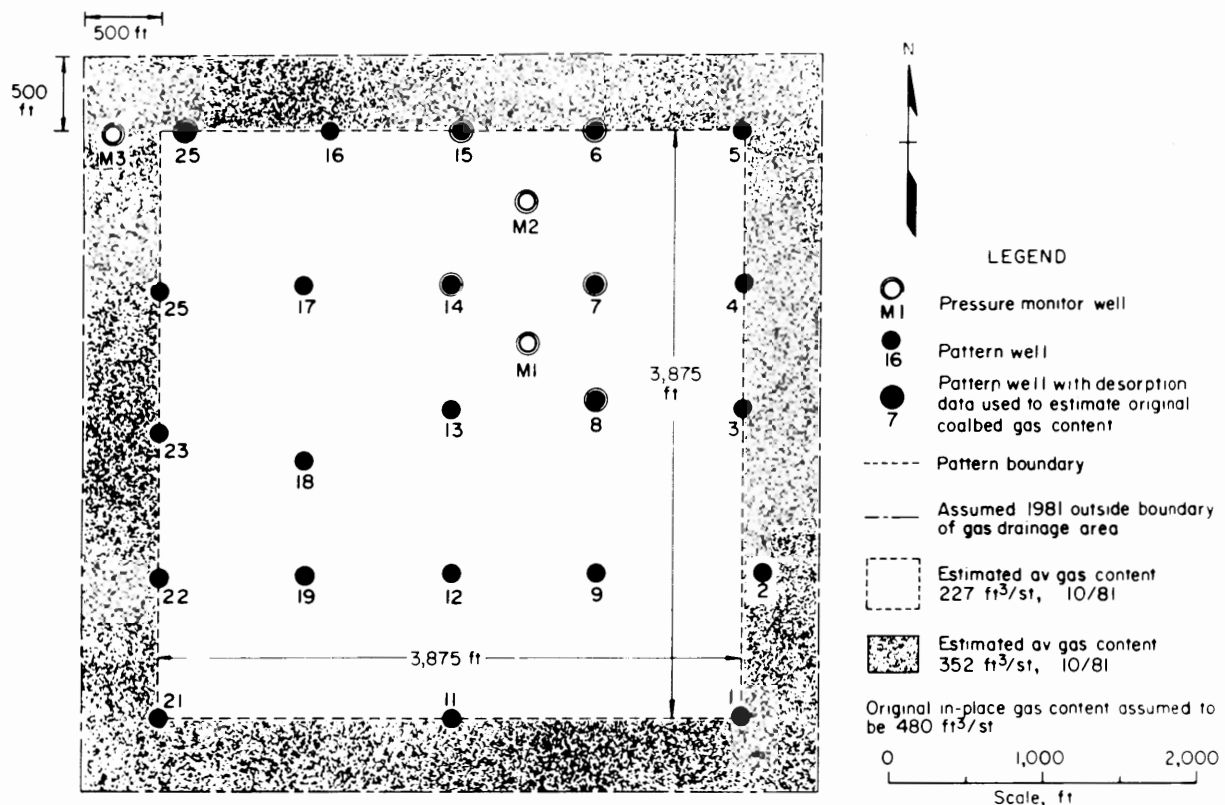 500 ft
500
ft
N
M3
25
16
15
6
5
M2
25
17
14
7
4
M1
3,875
ft
23
18
13
8
3
22
19
12
9
2
3,875 ft
21
11
11
LEGEND
M1
Pressure monitor well
16
Pattern well
7
Pattern well with desorption
data used to estimate original
coalbed gas content
Pattern boundary
Assumed 1981 outside boundary
of gas drainage area
Estimated av gas content
227 ft³/st, 10/81
Estimated av gas content
352 ft³/st, 10/81
Original in-place gas content assumed to
be 480 ft³/st
0 1,000 2,000
Scale, ft